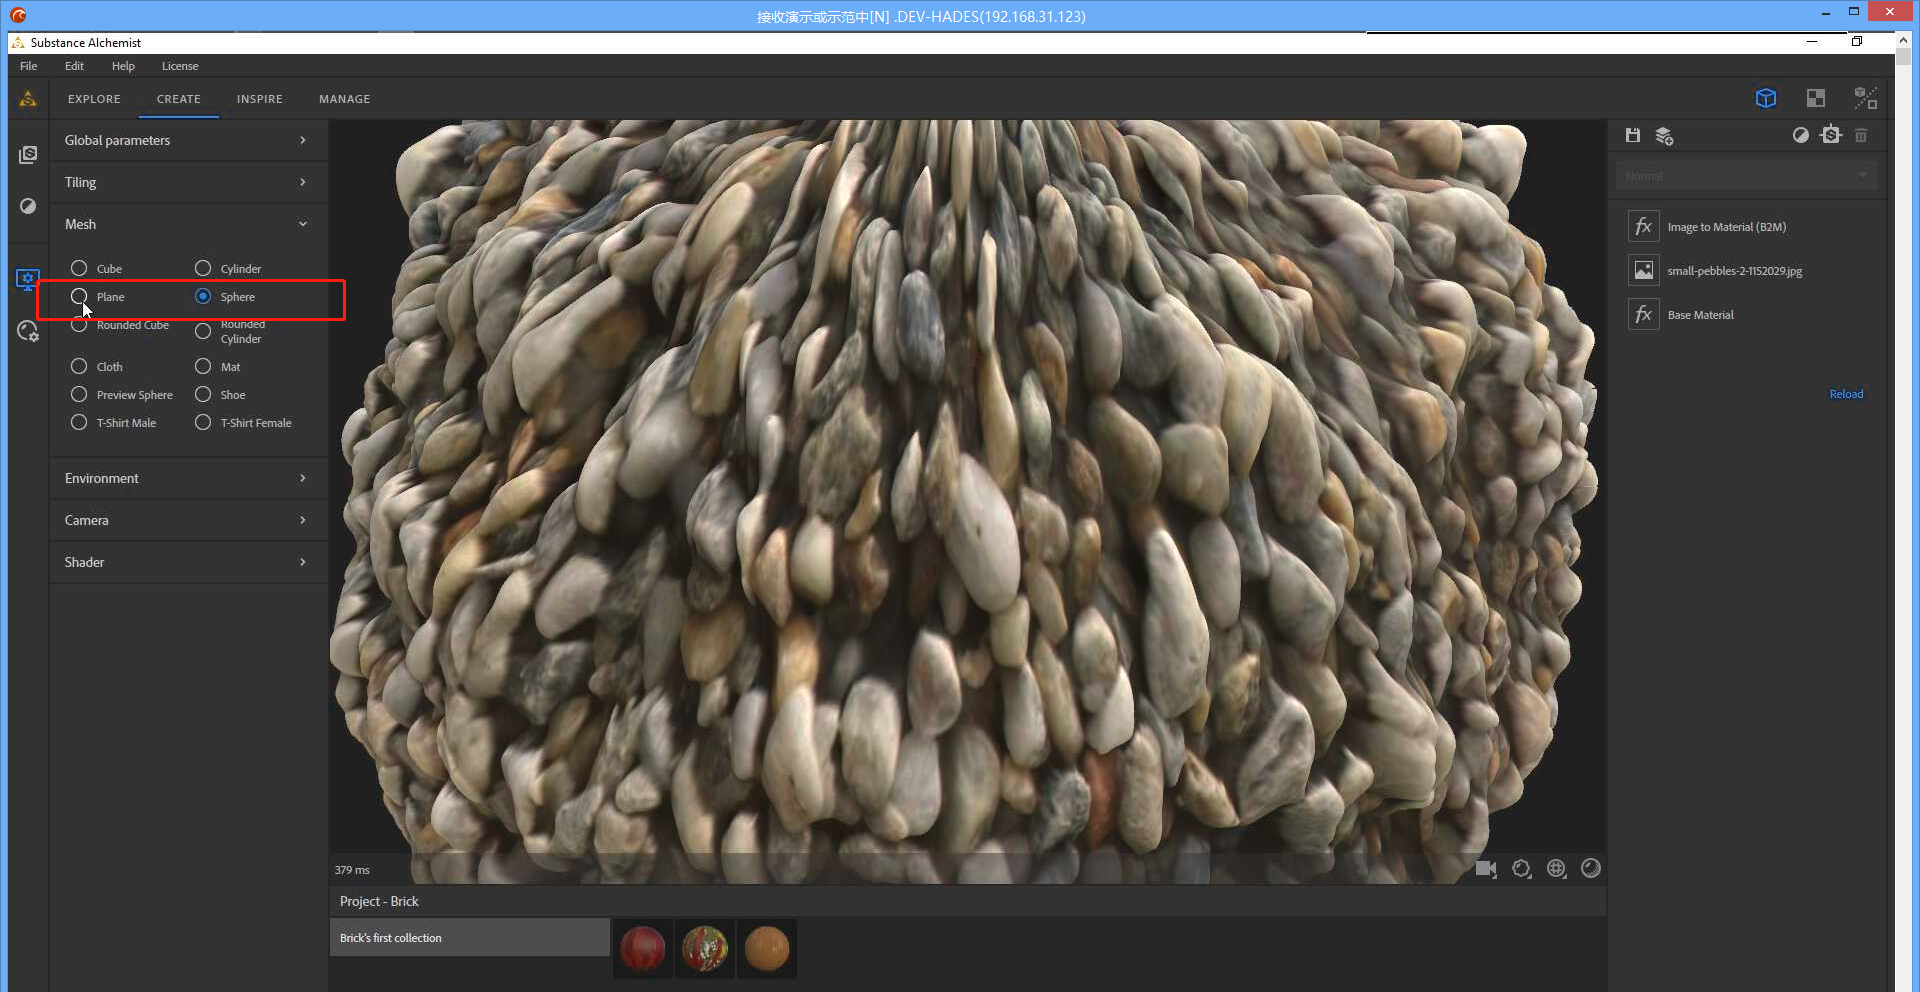 接收演示或示范中[N] .DEV-HADES(192.168.31.123)
Substance Alchemist
File Edit Help License
EXPLORE CREATE INSPIRE MANAGE
Global parameters
Tiling
Mesh
Cube Cylinder
Plane Sphere
Rounded Cube Rounded Cylinder
Cloth Mat
Preview Sphere Shoe
T-Shirt Male T-Shirt Female
Environment
Camera
Shader
379 ms
Project - Brick
Brick's first collection
Normal
fx Image to Material (B2M)
small-pebbles-2-1152029.jpg
fx Base Material
Reload